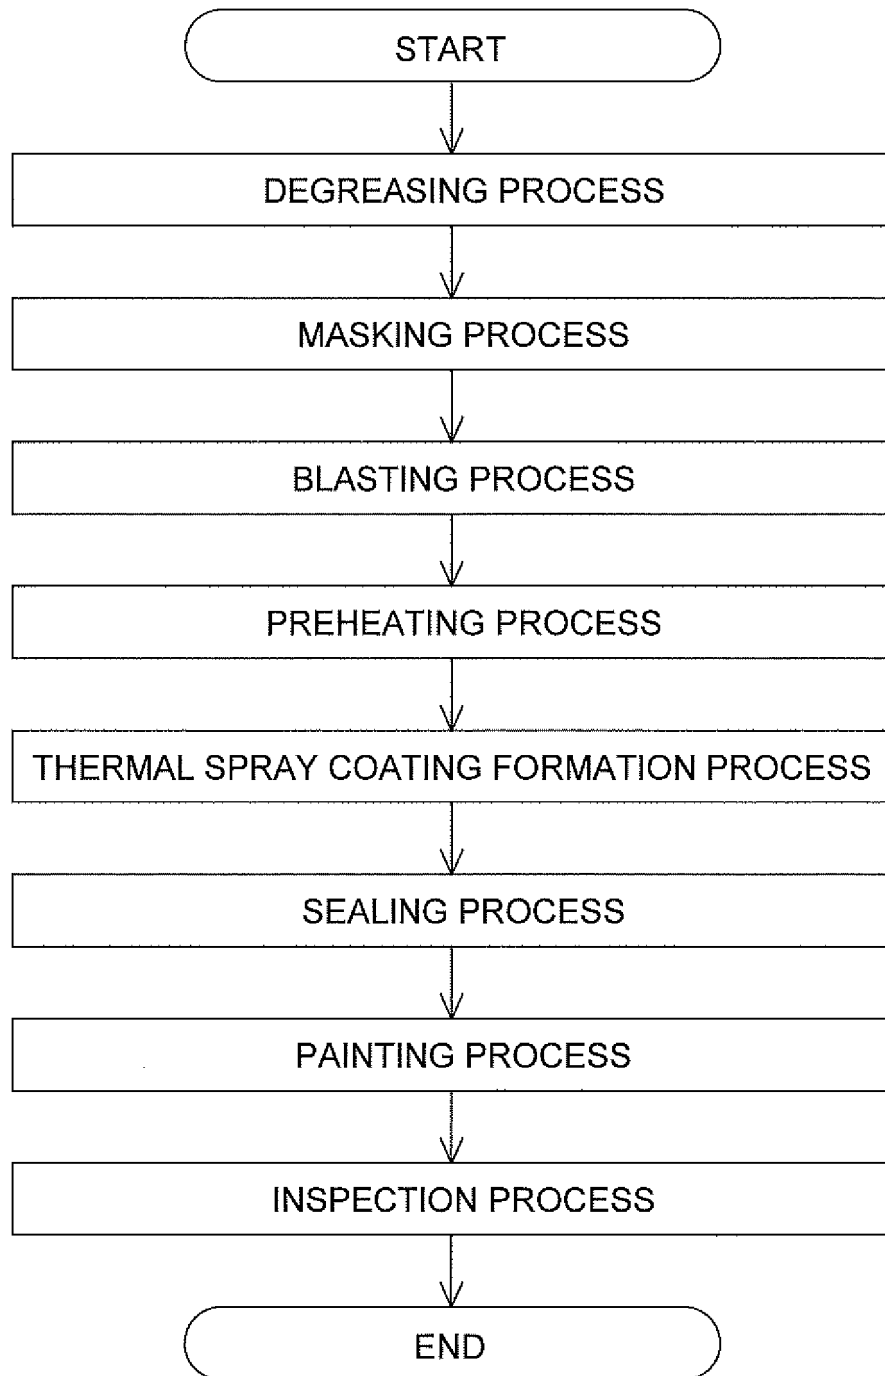 START
DEGREASING PROCESS
MASKING PROCESS
BLASTING PROCESS
PREHEATING PROCESS
THERMAL SPRAY COATING FORMATION PROCESS
SEALING PROCESS
PAINTING PROCESS
INSPECTION PROCESS
END